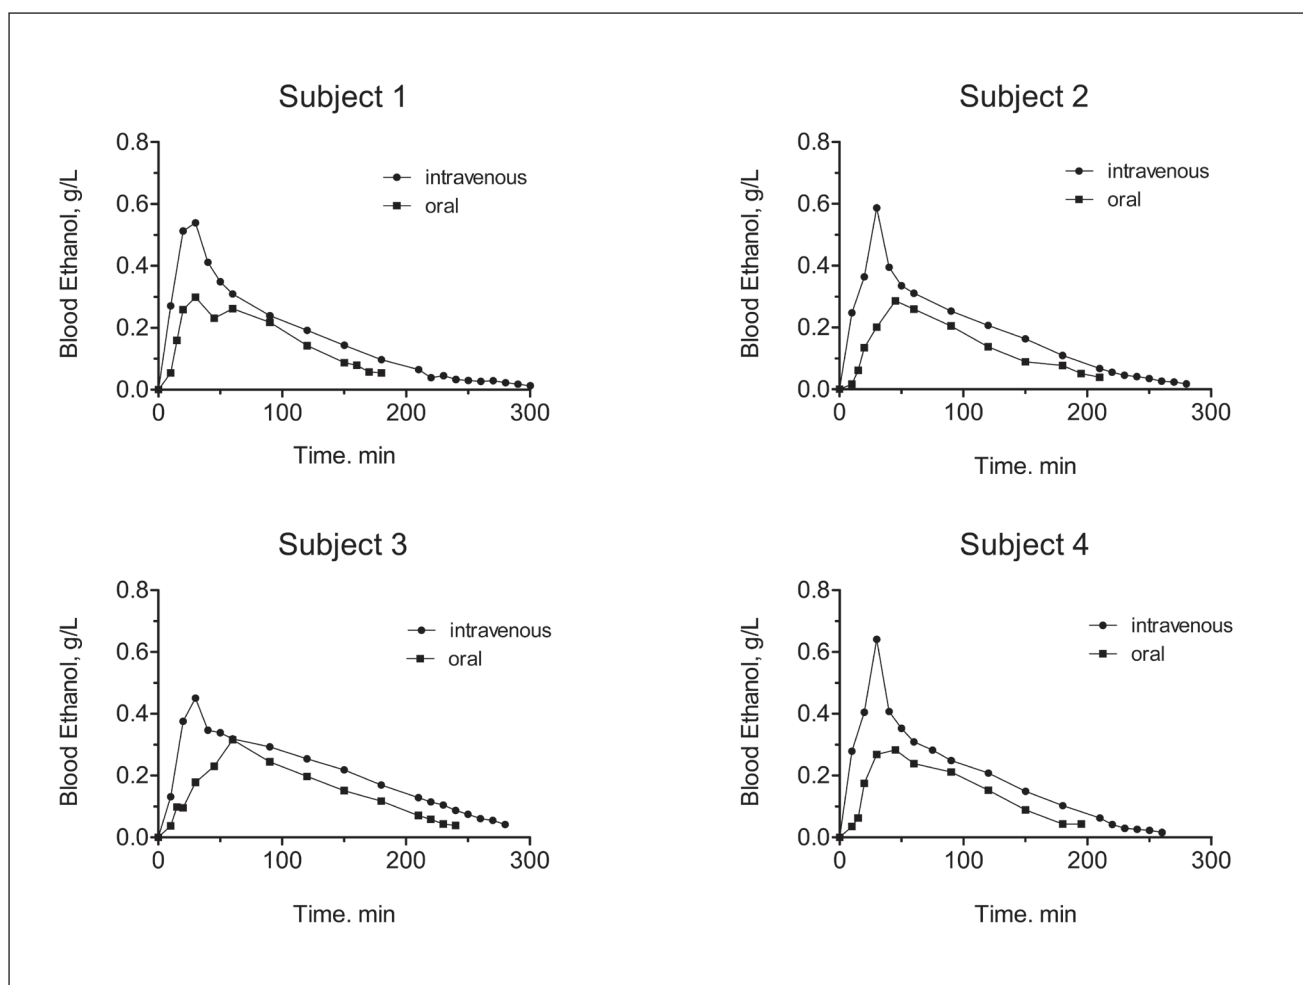 Subject 1
0.8
0.6
0.4
0.2
0.0
Blood Ethanol, g/L
intravenous
oral
0 100 200 300
Time. min
Subject 2
0.8
0.6
0.4
0.2
0.0
Blood Ethanol, g/L
intravenous
oral
0 100 200 300
Time. min
Subject 3
0.8
0.6
0.4
0.2
0.0
Blood Ethanol, g/L
intravenous
oral
0 100 200 300
Time. min
Subject 4
0.8
0.6
0.4
0.2
0.0
Blood Ethanol, g/L
intravenous
oral
0 100 200 300
Time. min